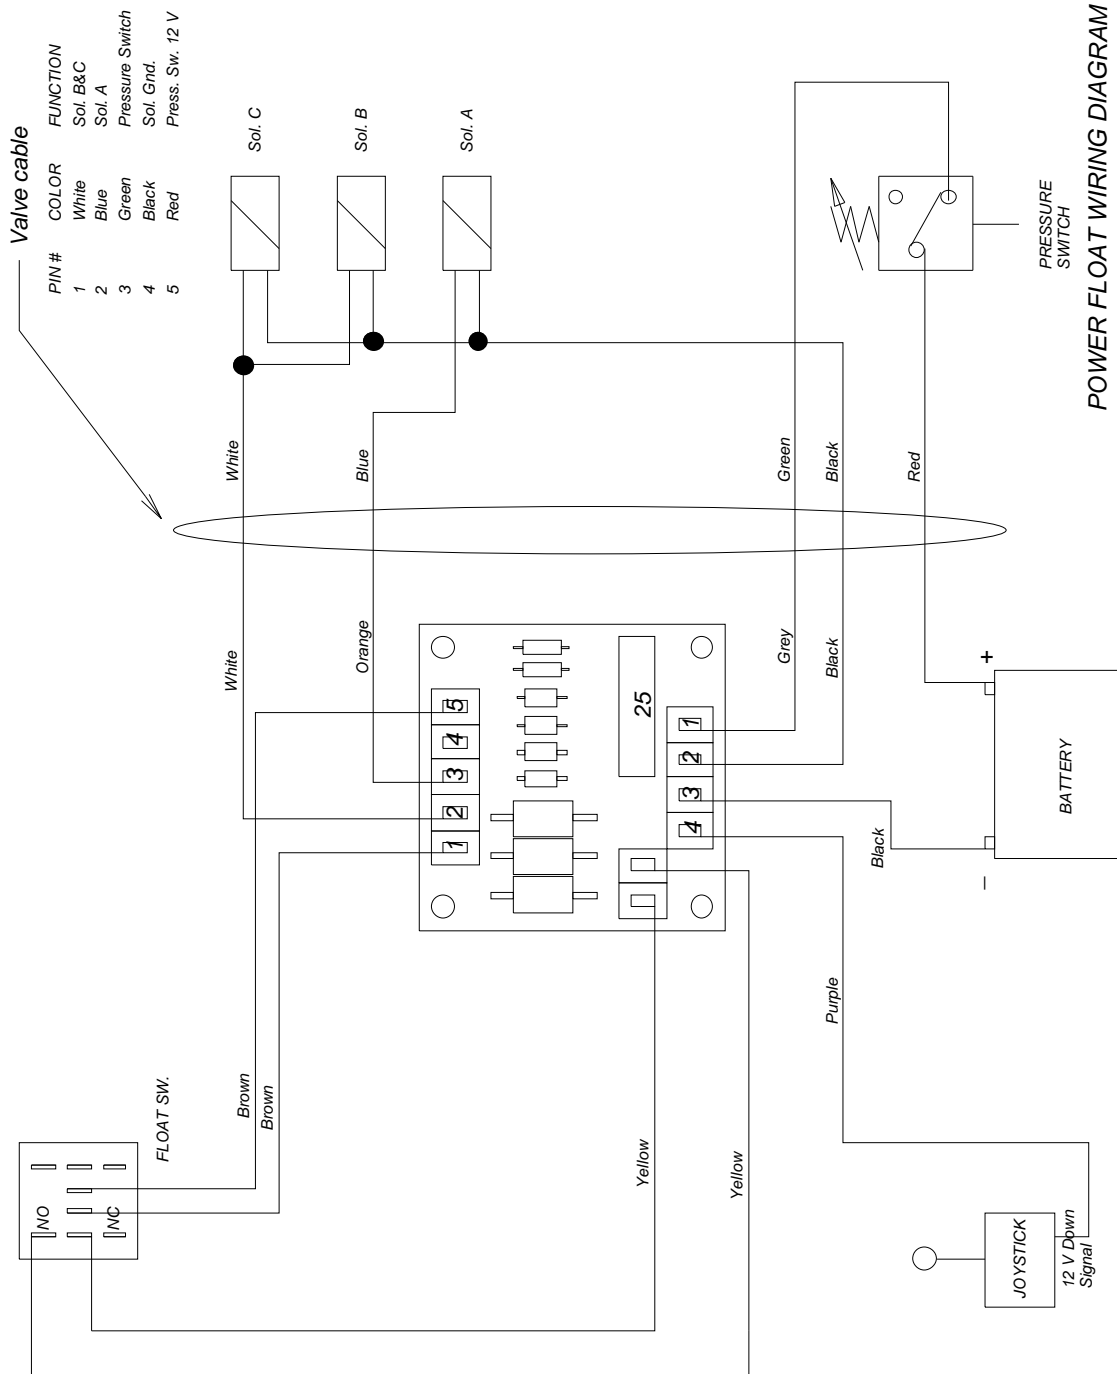 Valve cable
PIN # COLOR FUNCTION
1 White Sol. B&C
2 Blue Sol. A
3 Green Pressure Switch
4 Black Sol. Gnd.
5 Red Press. Sw. 12 V
Sol. C
Sol. B
Sol. A
White
Blue
Green
Black
Red
White
Orange
Grey
Black
1
2
3
4
5
25
4
3
2
1
Black
+
–
BATTERY
PRESSURE
SWITCH
Purple
Brown
Brown
FLOAT SW.
NO
NC
Yellow
Yellow
JOYSTICK
12 V Down
Signal
POWER FLOAT WIRING DIAGRAM